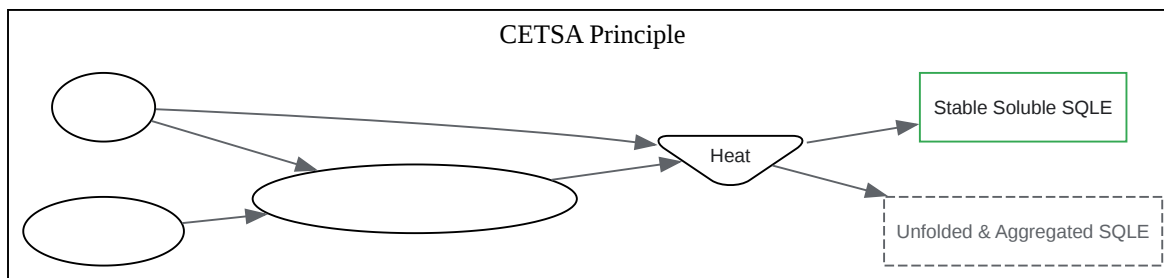 CETSA Principle
Stable Soluble SQLE
Heat
Unfolded & Aggregated SQLE